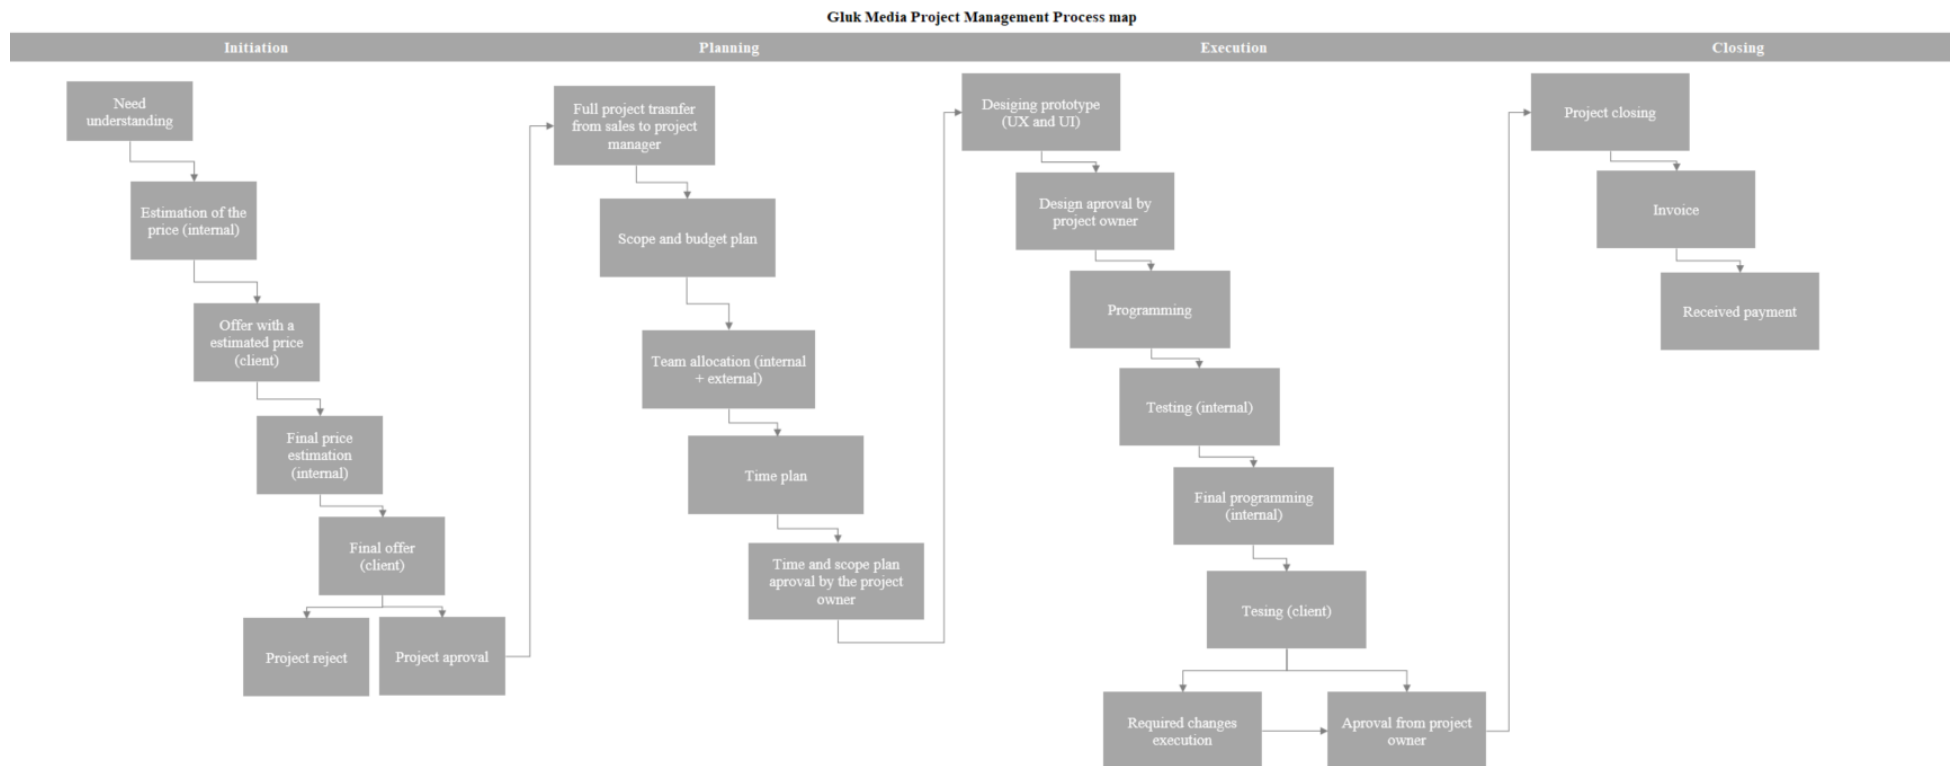 Gluk Media Project Management Process map
Initiation
Planning
Execution
Closing
Need
understanding
Estimation of the
price (internal)
Offer with a
estimated price
(client)
Final price
estimation
(internal)
Final offer
(client)
Project reject
Project aproval
Full project trasnfer
from sales to project
manager
Scope and budget plan
Team allocation (internal
+ external)
Time plan
Time and scope plan
aproval by the project
owner
Desiging prototype
(UX and UI)
Design aproval by
project owner
Programming
Testing (internal)
Final programming
(internal)
Tesing (client)
Required changes
execution
Aproval from project
owner
Project closing
Invoice
Received payment